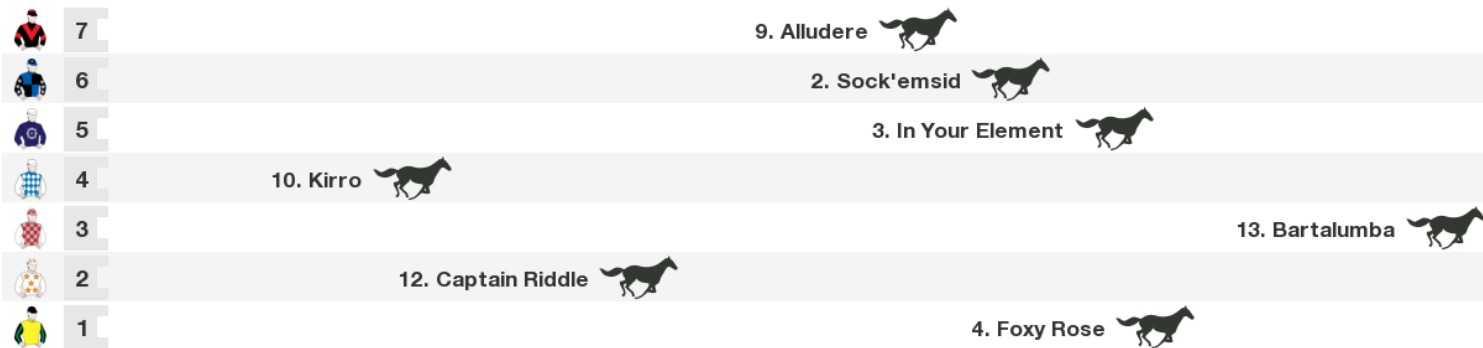 7 9. Alludere
6 2. Sock'emsid
5 3. In Your Element
4 10. Kirro
3 13. Bartalumba
2 12. Captain Riddle
1 4. Foxy Rose